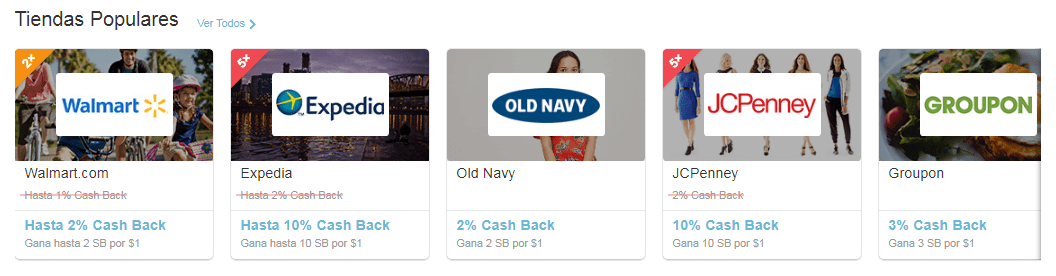 Tiendas Populares Ver Todos
2x
Walmart
Walmart.com
Hasta 1% Cash Back
Hasta 2% Cash Back
Gana hasta 2 SB por $1
5x
Expedia
TM
Expedia
Hasta 2% Cash Back
Hasta 10% Cash Back
Gana hasta 10 SB por $1
OLD NAVY
Old Navy
2% Cash Back
Gana 2 SB por $1
5x
JCPenney
JCPenney
2% Cash Back
10% Cash Back
Gana 10 SB por $1
GROUPON
Groupon
3% Cash Back
Gana 3 SB por $1